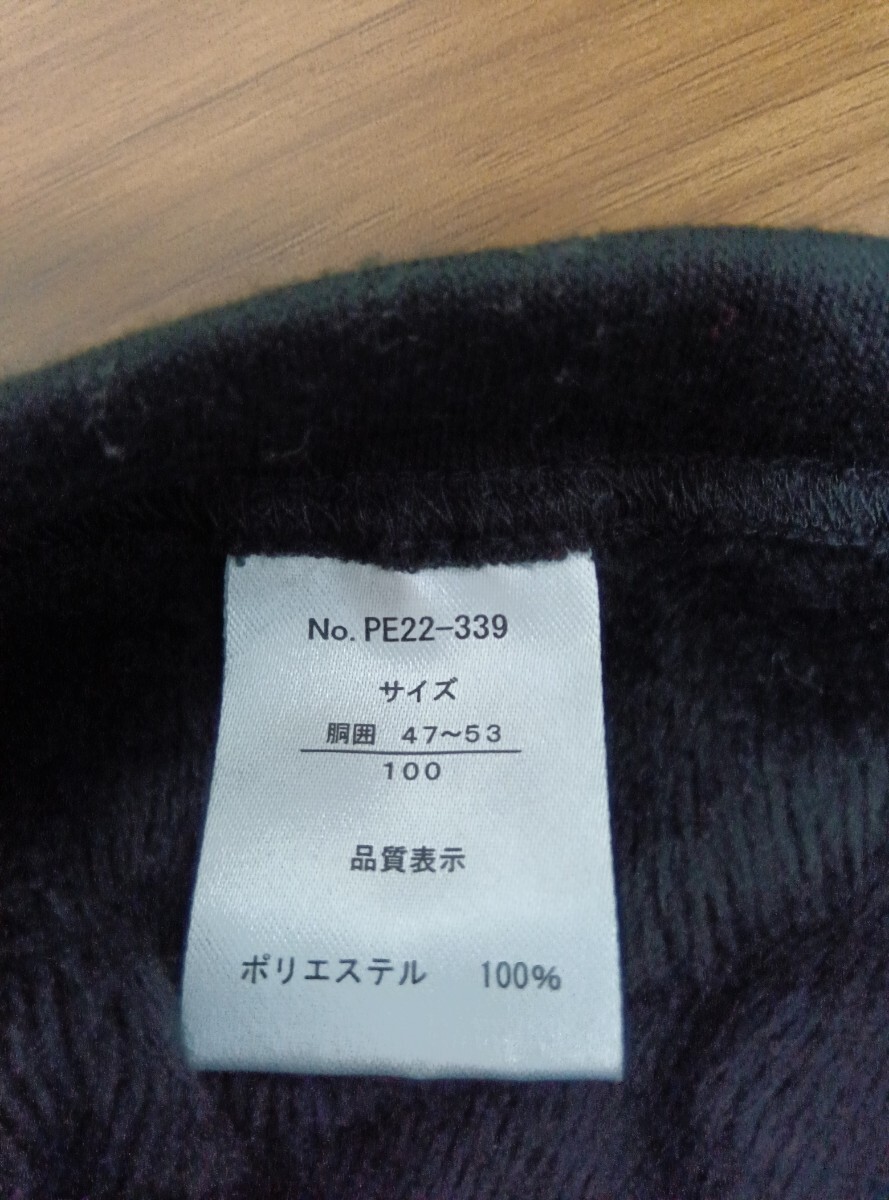 No. PE22-339
サイズ
胴囲 47～53
100
品質表示
ポリエステル 100%